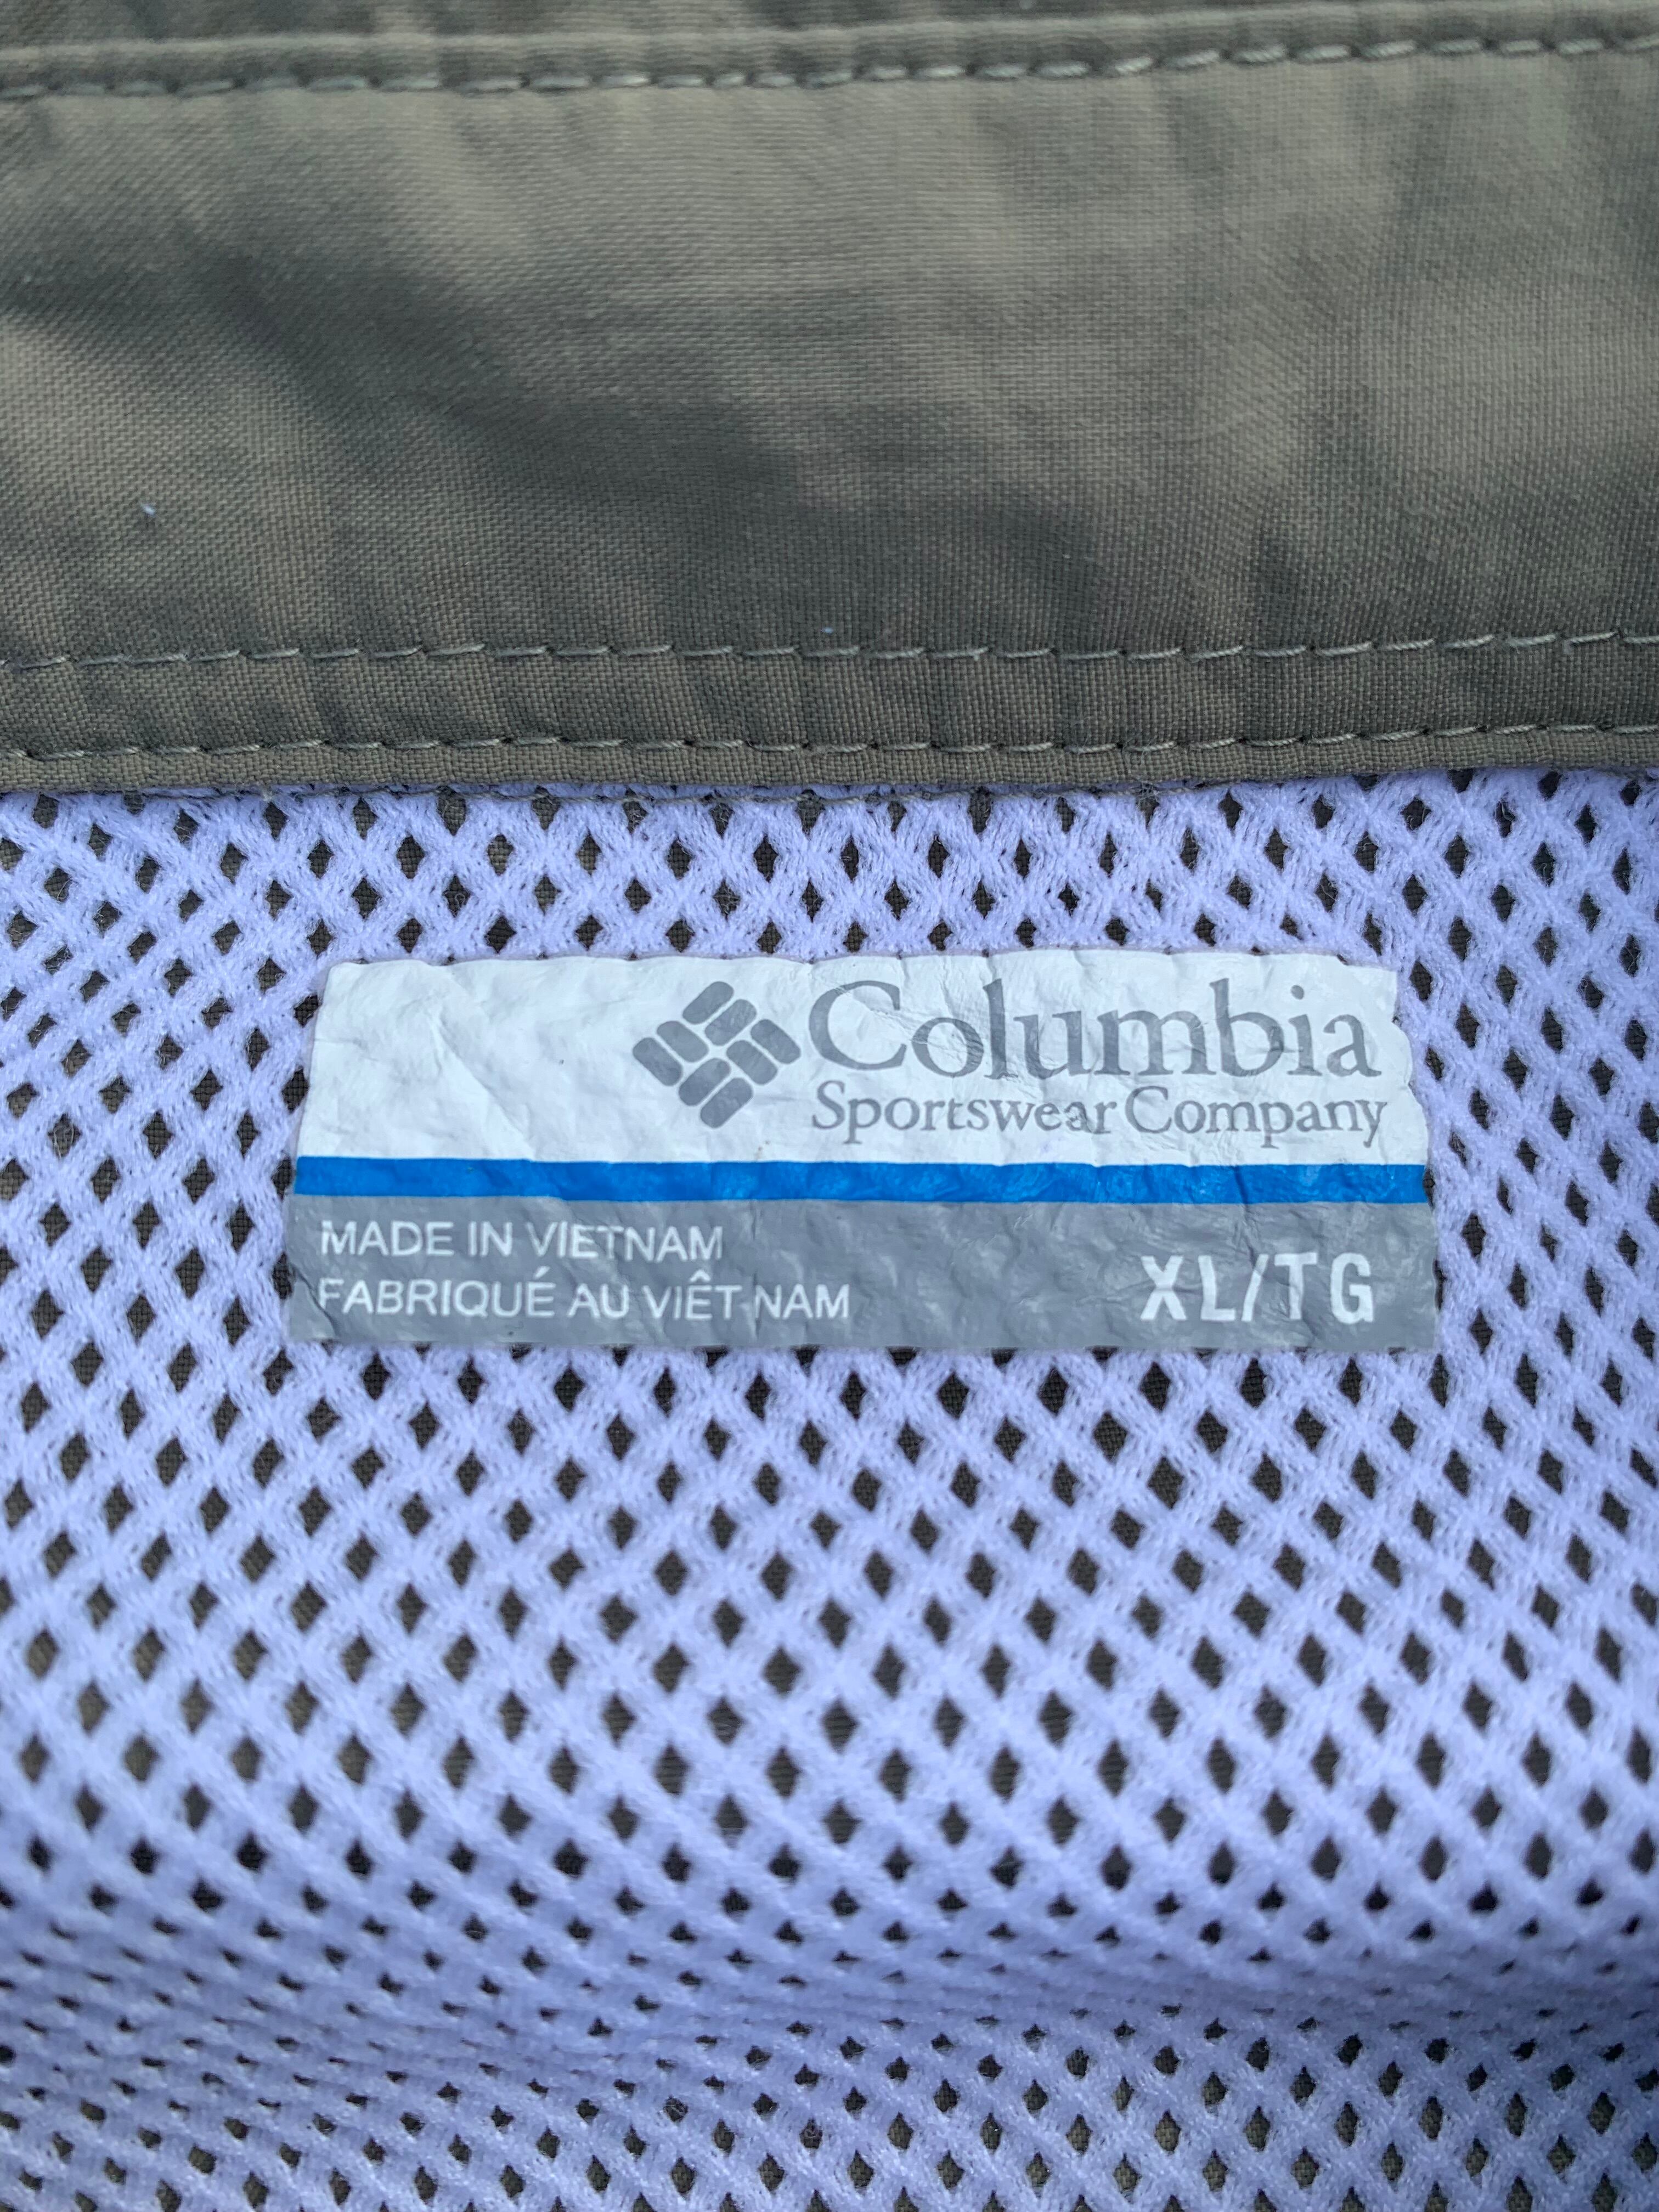 Columbia
Sportswear Company
MADE IN VIETNAM
FABRIQUÉ AU VIÊT NAM
XL/TG